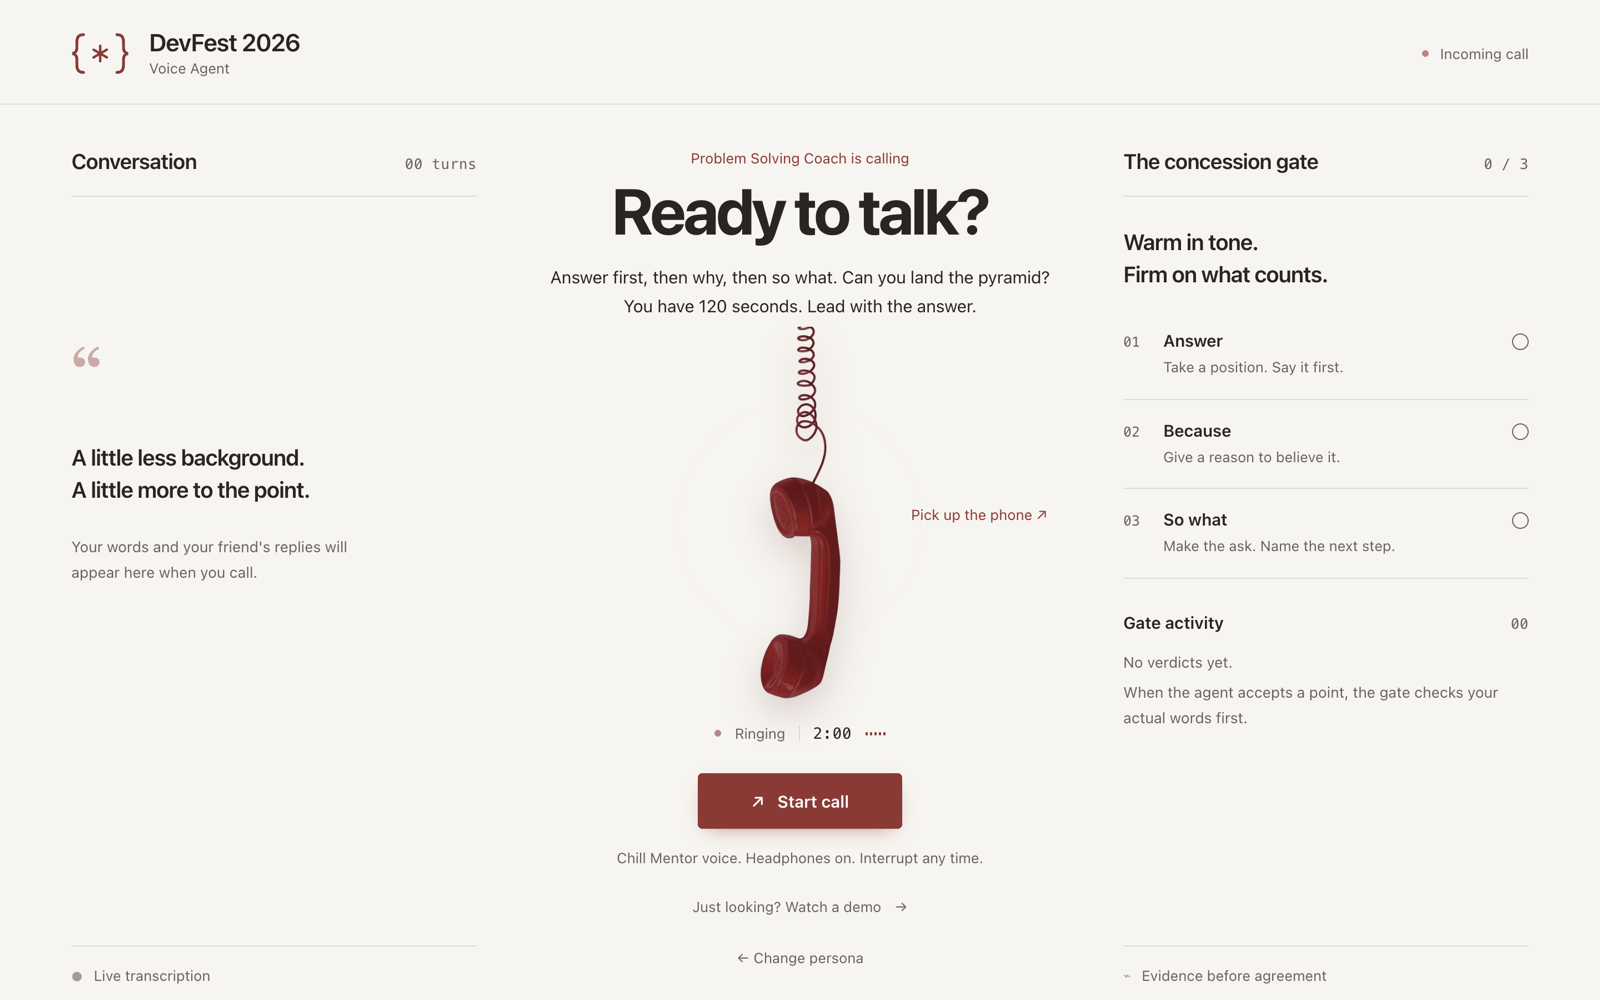 {*}
DevFest 2026
Voice Agent
Incoming call
Conversation
00 turns
“
A little less background.
A little more to the point.
Your words and your friend's replies will
appear here when you call.
Live transcription
Problem Solving Coach is calling
Ready to talk?
Answer first, then why, then so what. Can you land the pyramid?
You have 120 seconds. Lead with the answer.
Pick up the phone ↗
Ringing
2:00
↗ Start call
Chill Mentor voice. Headphones on. Interrupt any time.
Just looking? Watch a demo →
← Change persona
The concession gate
0 / 3
Warm in tone.
Firm on what counts.
01 Answer
Take a position. Say it first.
02 Because
Give a reason to believe it.
03 So what
Make the ask. Name the next step.
Gate activity
00
No verdicts yet.
When the agent accepts a point, the gate checks your
actual words first.
Evidence before agreement